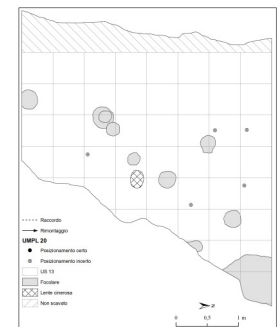 Raccordo
Rimontaggio
UMPL 20
Posizionamento certo
Posizionamento incerto
US 13
Focolare
Lente cinerosa
Non scavato
N
0 0,5 1 m